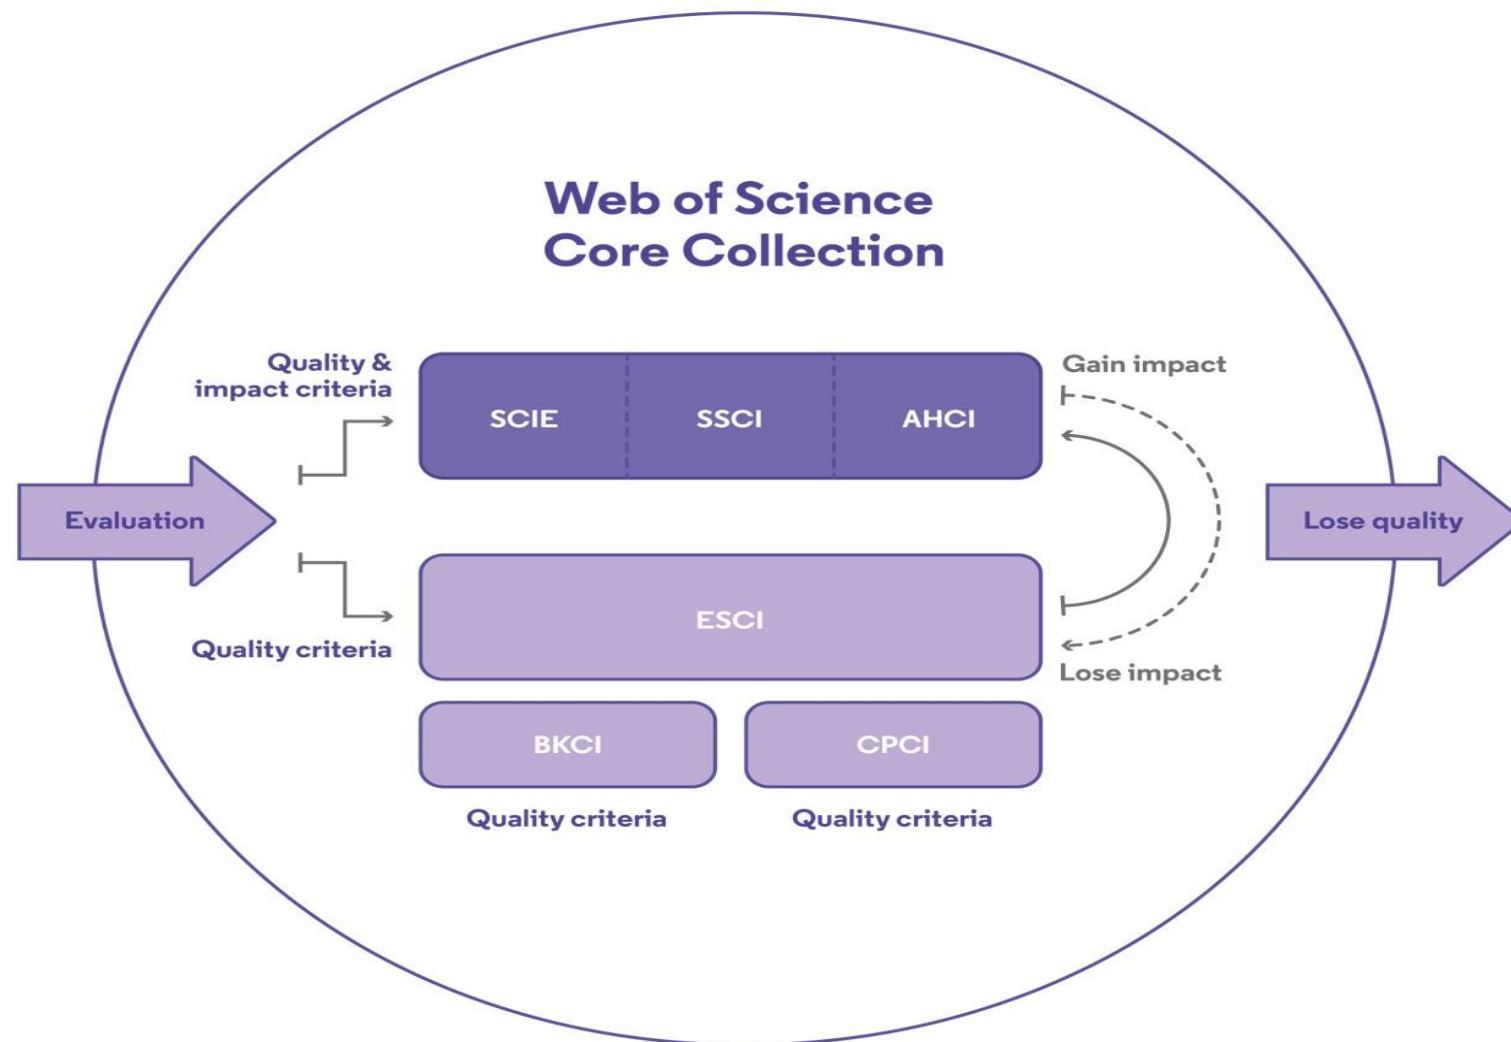 Web of Science
Core Collection
Quality &
impact criteria
SCIE
SSCI
AHCI
Gain impact
Evaluation
Lose quality
ESCI
Quality criteria
Lose impact
BKCI
CPCI
Quality criteria
Quality criteria